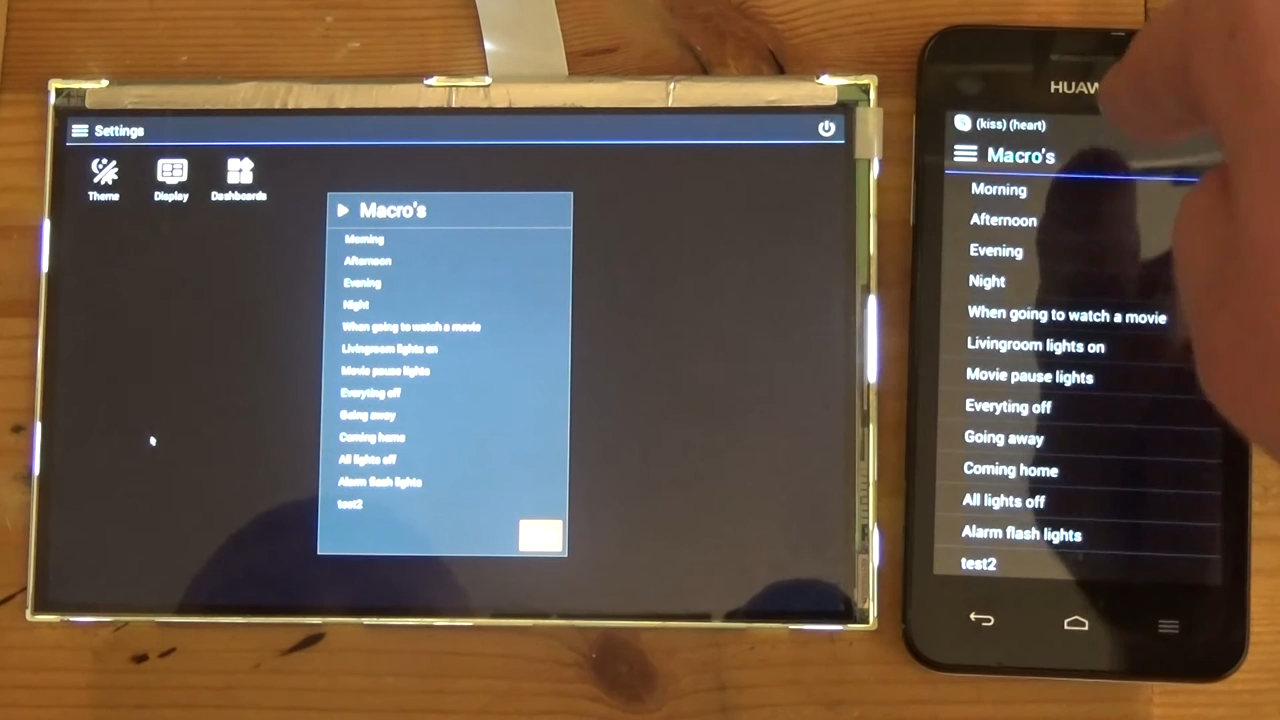 Settings
Theme
Display
Dashboards
Macro's
Morning
Afternoon
Evening
Night
When going to watch a movie
Livingroom lights on
Movie pause lights
Everyting off
Going away
Coming home
All lights off
Alarm flash lights
test2
HUAW
(kiss) (heart)
Macro's
Morning
Afternoon
Evening
Night
When going to watch a movie
Livingroom lights on
Movie pause lights
Everyting off
Going away
Coming home
All lights off
Alarm flash lights
test2